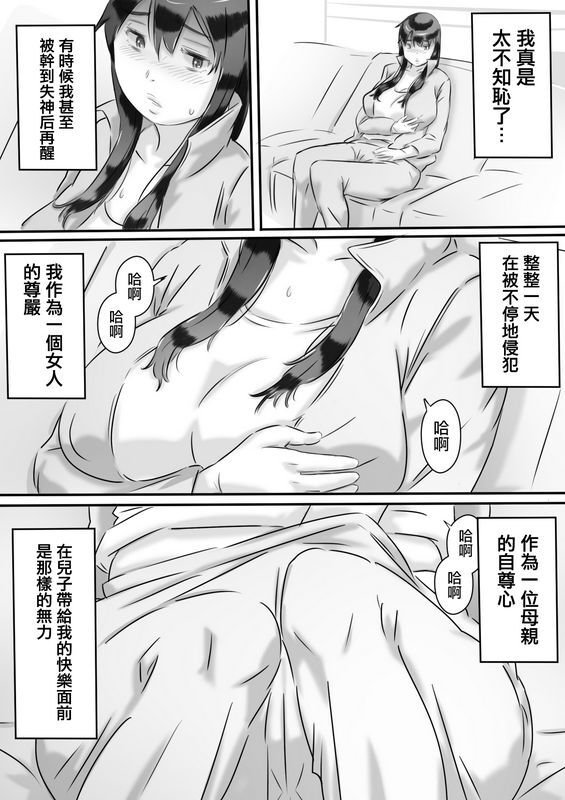 我真是
太不知恥了…
有時候我甚至
被幹到失神后再醒
整整一天
在被不停地侵犯
哈啊
哈啊
我作為一個女人
的尊嚴
哈啊
作為一位母親
的自尊心
哈啊
哈啊
在兒子帶給我的快樂面前
是那樣的無力